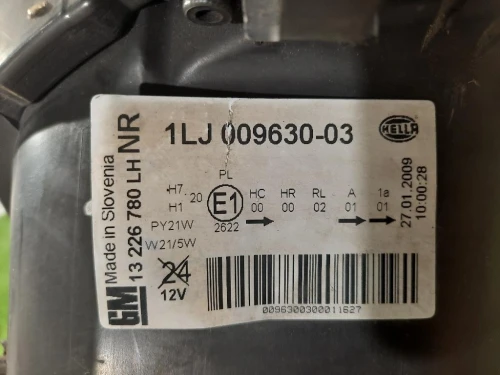 GM
Made in Slovenia
13 226 780 LH NR
1LJ 009630-03
HELLA
PL
H7
H1
20
E1
HC HR RL A 1a
00 00 02 01 01
PY21W
2622
W21/5W
24
12V
27.01.2009
10:00:28
0096300300011627